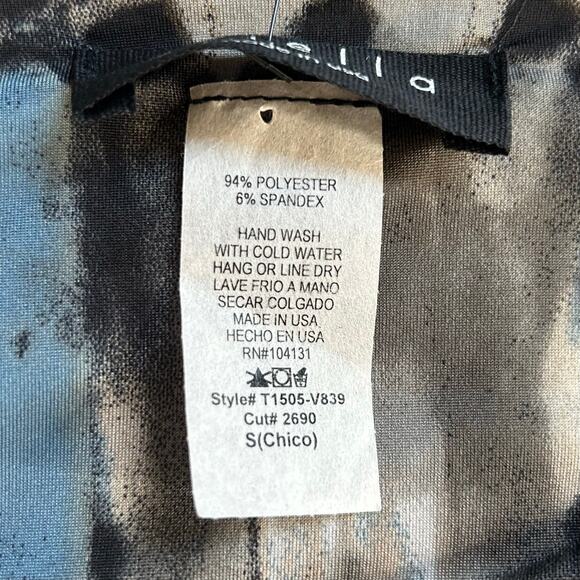 ella
94% POLYESTER
6% SPANDEX
HAND WASH
WITH COLD WATER
HANG OR LINE DRY
LAVE FRIO A MANO
SECAR COLGADO
MADE IN USA
HECHO EN USA
RN#104131
Style# T1505-V839
Cut# 2690
S(Chico)